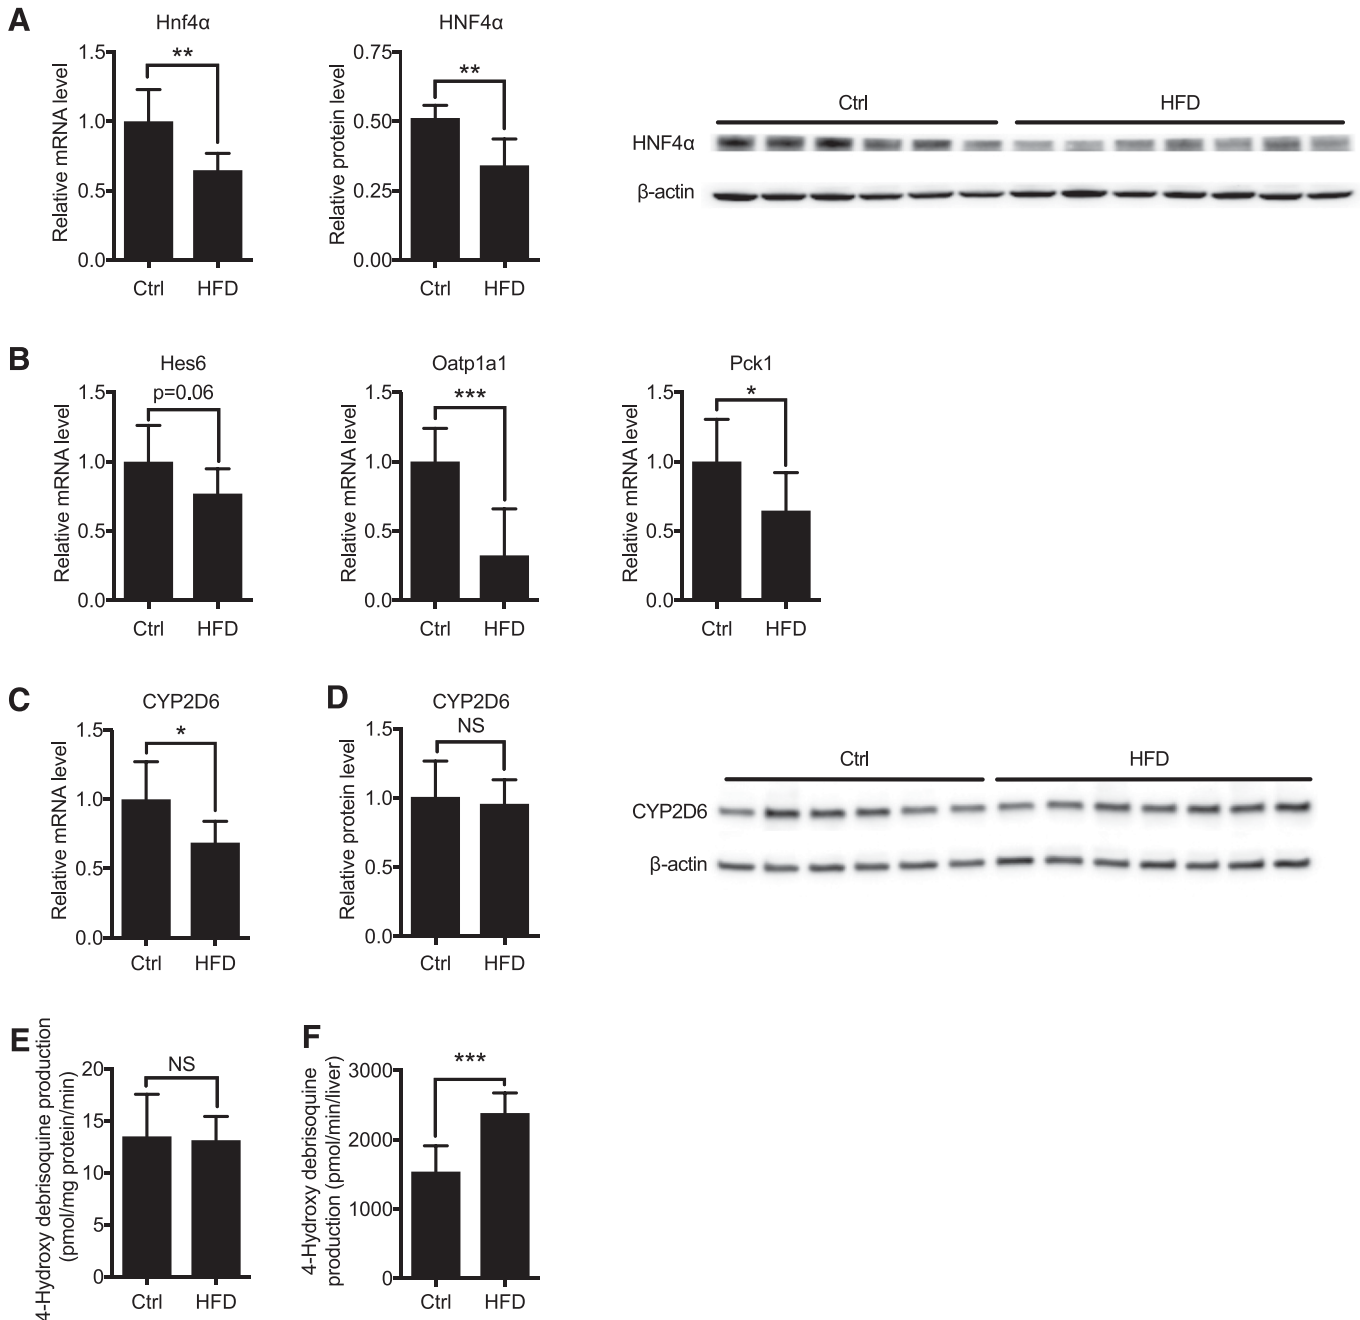 A
Hnf4α
Relative mRNA level
1.5
1.0
0.5
0.0
**
Ctrl
HFD
HNF4α
Relative protein level
0.75
0.50
0.25
0.00
**
Ctrl
HFD
Ctrl
HFD
HNF4α
β-actin
B
Hes6
p=0.06
Relative mRNA level
1.5
1.0
0.5
0.0
Ctrl
HFD
Oatp1a1
***
Relative mRNA level
1.5
1.0
0.5
0.0
Ctrl
HFD
Pck1
*
Relative mRNA level
1.5
1.0
0.5
0.0
Ctrl
HFD
C
CYP2D6
*
Relative mRNA level
1.5
1.0
0.5
0.0
Ctrl
HFD
D
CYP2D6
NS
Relative protein level
1.5
1.0
0.5
0.0
Ctrl
HFD
Ctrl
HFD
CYP2D6
β-actin
E
4-Hydroxy debrisoquine production
(pmol/mg protein/min)
20
15
10
5
0
NS
Ctrl
HFD
F
4-Hydroxy debrisoquine
production (pmol/min/liver)
3000
2000
1000
0
***
Ctrl
HFD